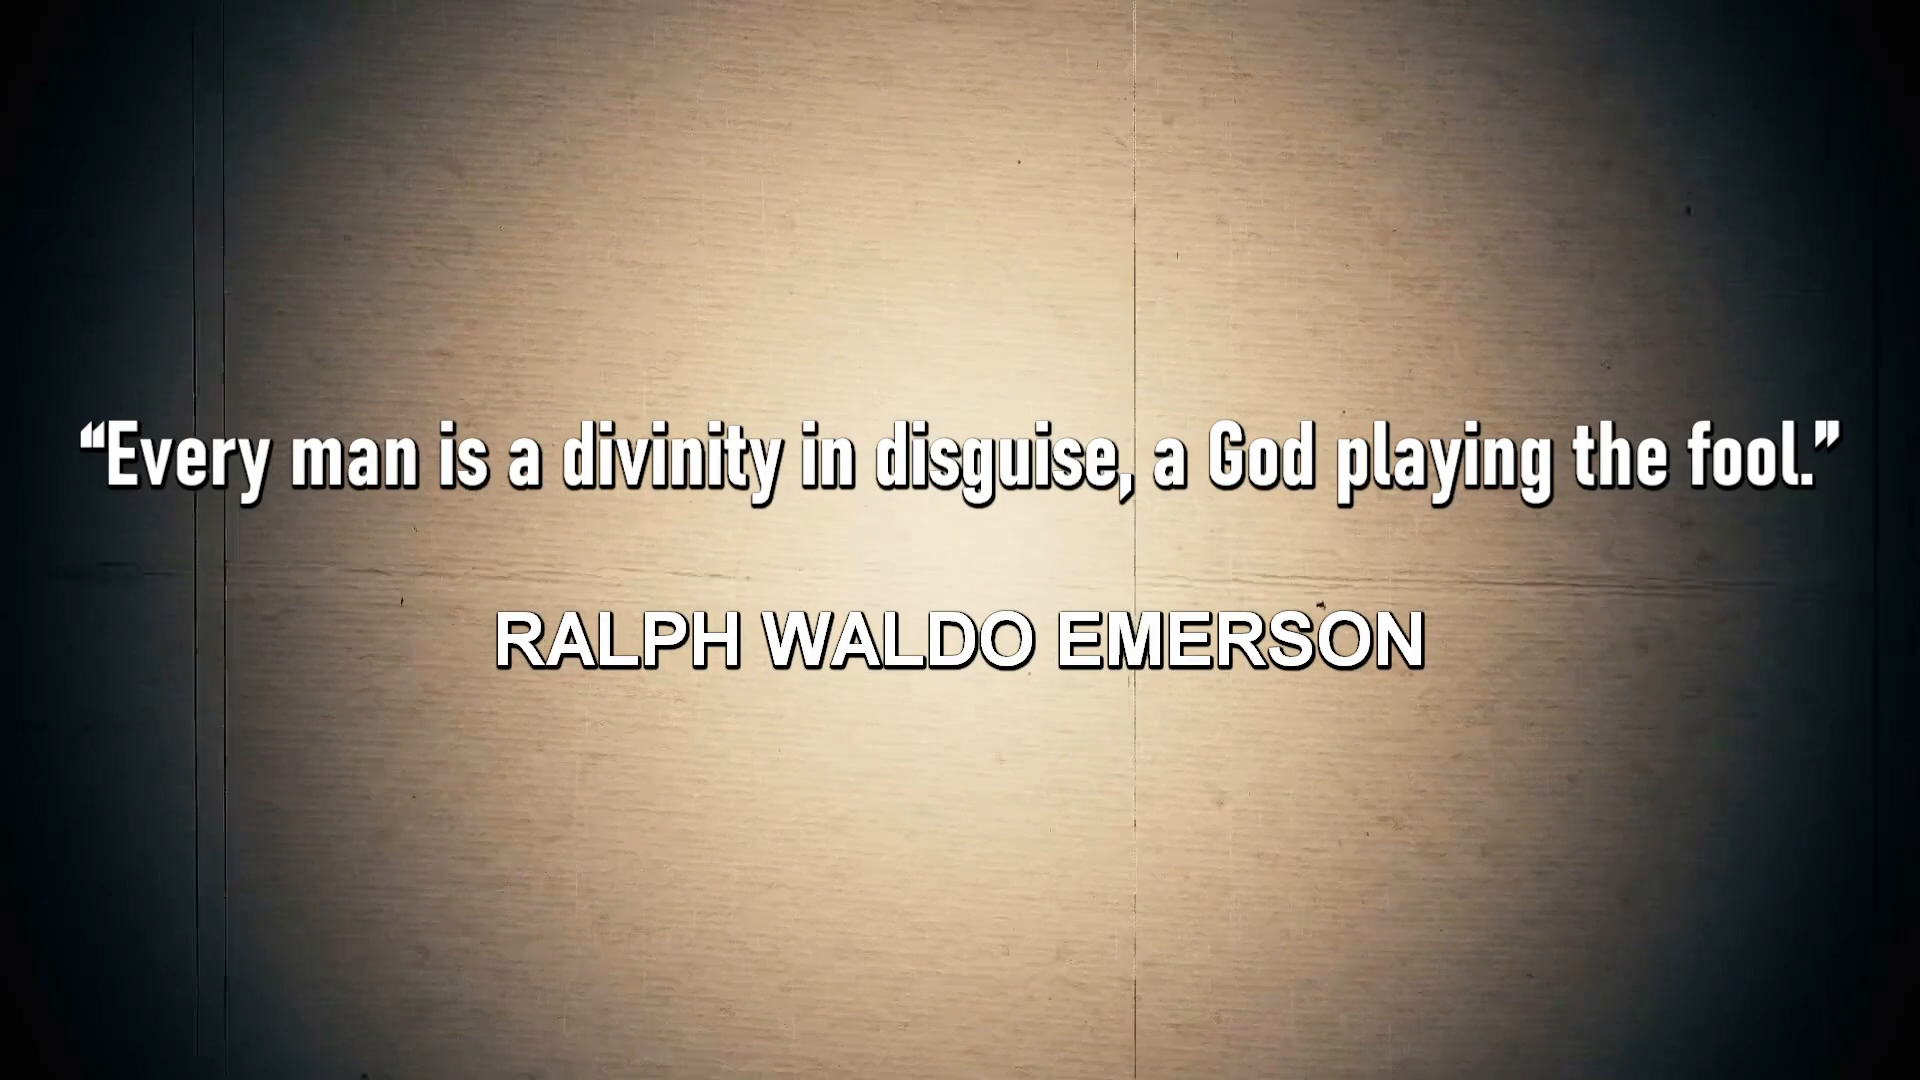 “Every man is a divinity in disguise, a God playing the fool.”
RALPH WALDO EMERSON